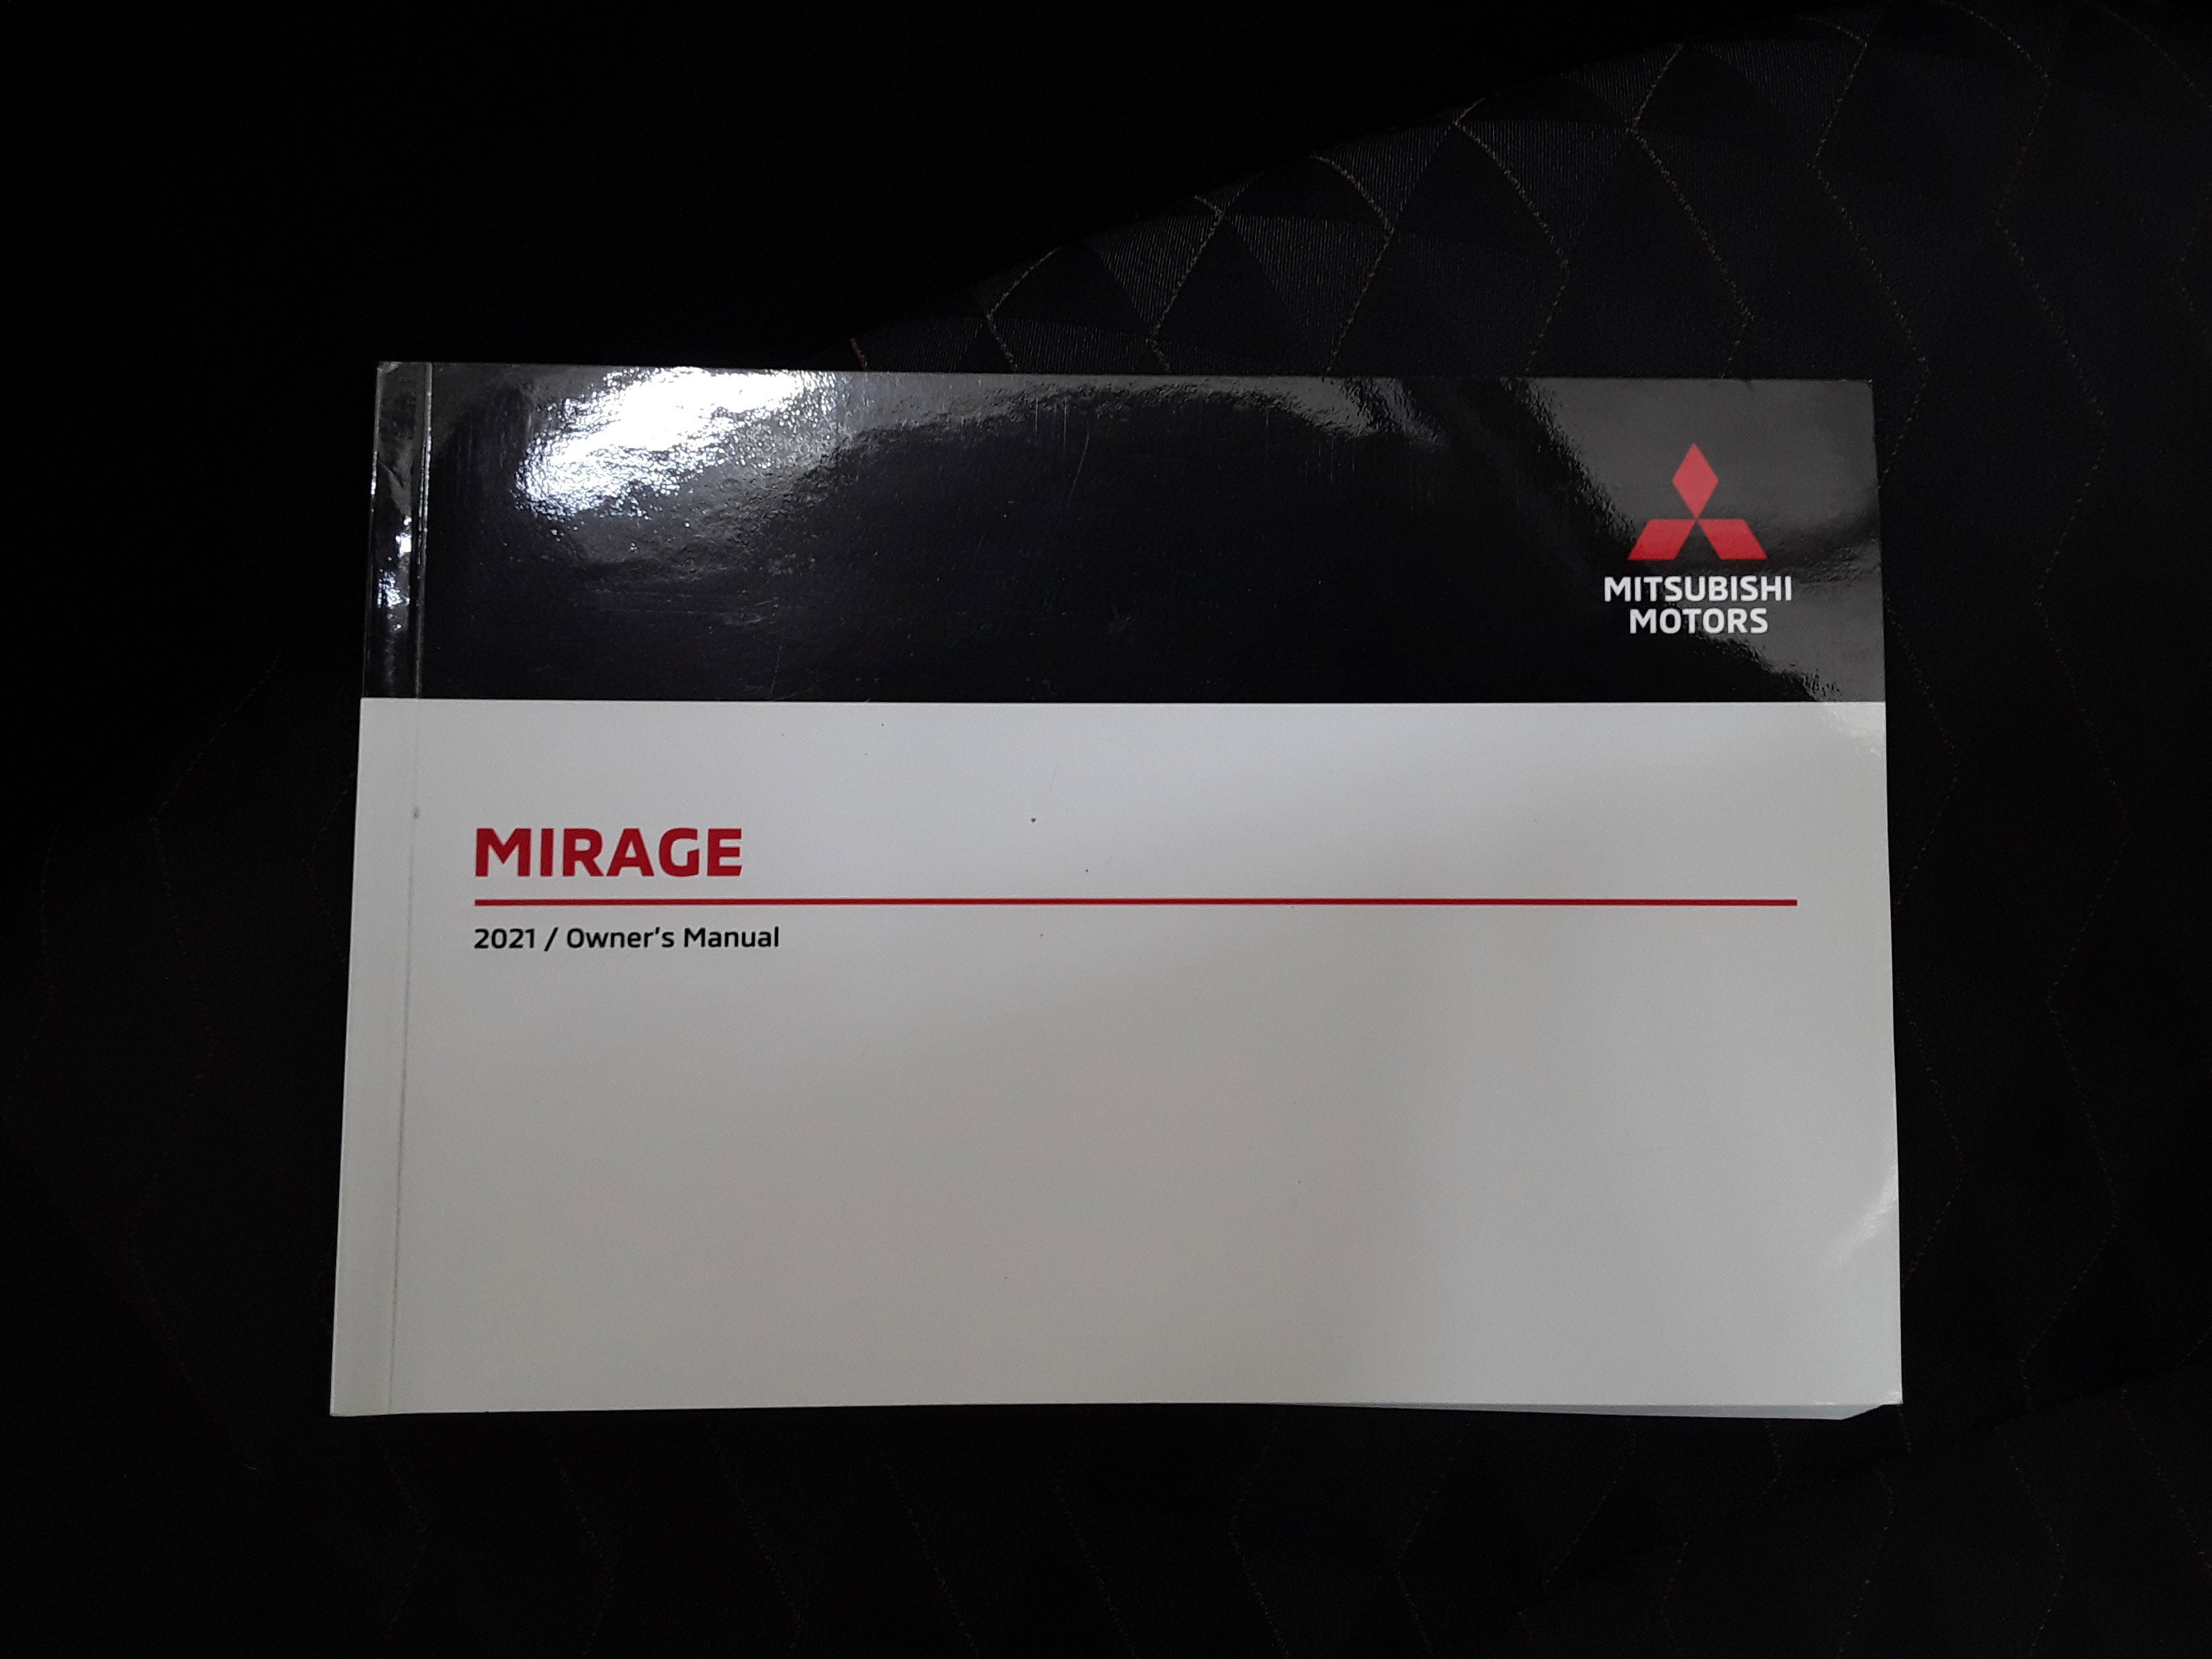 MITSUBISHI
MOTORS
MIRAGE
2021 / Owner's Manual